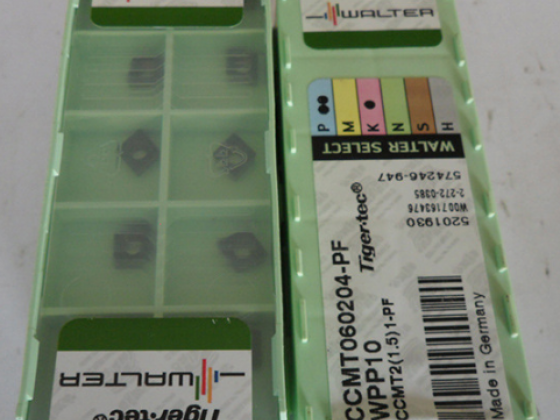 WALTER
P
M
K
N
S
H
WALTER SELECT
574246-947
2-272-0385
W007163476
5201930
CCMT060204-PF
Tiger·tec®
WPP10
CCMT2(1.5)1-PF
Made in Germany
WALTER
Tiger·tec